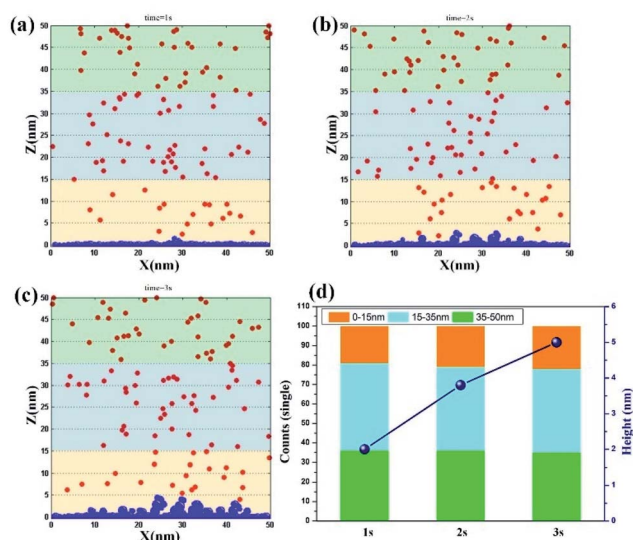 (a)
time=1s
Z(nm)
50
45
40
35
30
25
20
15
10
5
0
0 10 20 30 40 50
X(nm)
(b)
time=2s
Z(nm)
50
45
40
35
30
25
20
15
10
5
0
0 10 20 30 40 50
X(nm)
(c)
time=3s
Z(nm)
50
45
40
35
30
25
20
15
10
5
0
0 10 20 30 40 50
X(nm)
(d)
0-15nm 15-35nm 35-50nm
Counts (single)
110
100
90
80
70
60
50
40
30
20
10
0
1s 2s 3s
6
5
4
3
2
1
0
Height (nm)